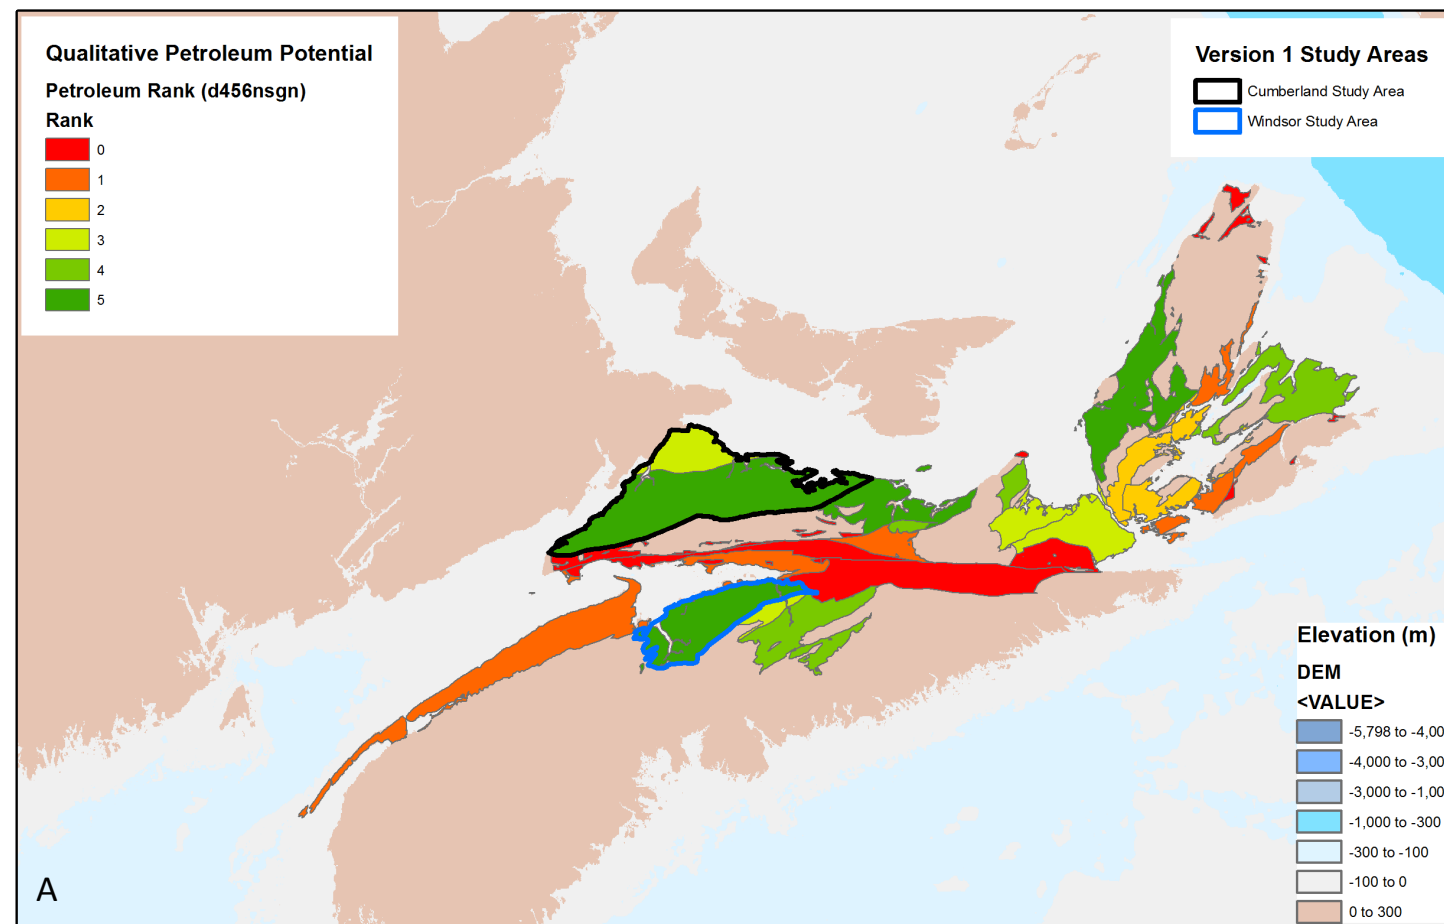 Qualitative Petroleum Potential
Petroleum Rank (d456nsgn)
Rank
0
1
2
3
4
5
Version 1 Study Areas
Cumberland Study Area
Windsor Study Area
Elevation (m)
DEM
<VALUE>
-5,798 to -4,00
-4,000 to -3,00
-3,000 to -1,00
-1,000 to -300
-300 to -100
-100 to 0
0 to 300
A